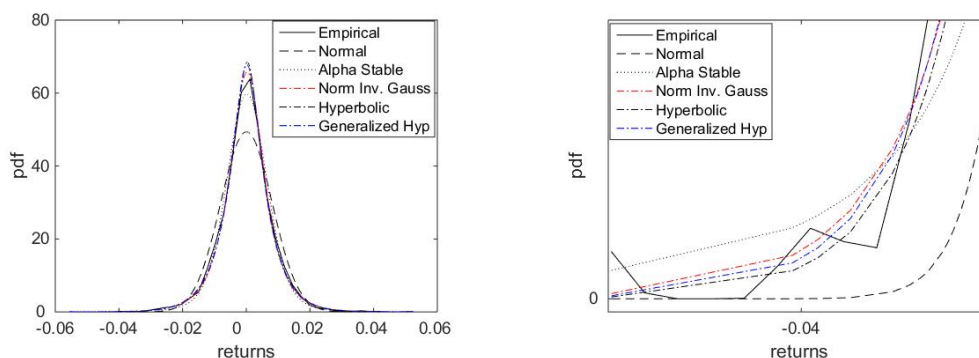 80
60
40
20
0
pdf
-0.06
-0.04
-0.02
0
0.02
0.04
0.06
returns
Empirical
Normal
Alpha Stable
Norm Inv. Gauss
Hyperbolic
Generalized Hyp
0
pdf
-0.04
returns
Empirical
Normal
Alpha Stable
Norm Inv. Gauss
Hyperbolic
Generalized Hyp